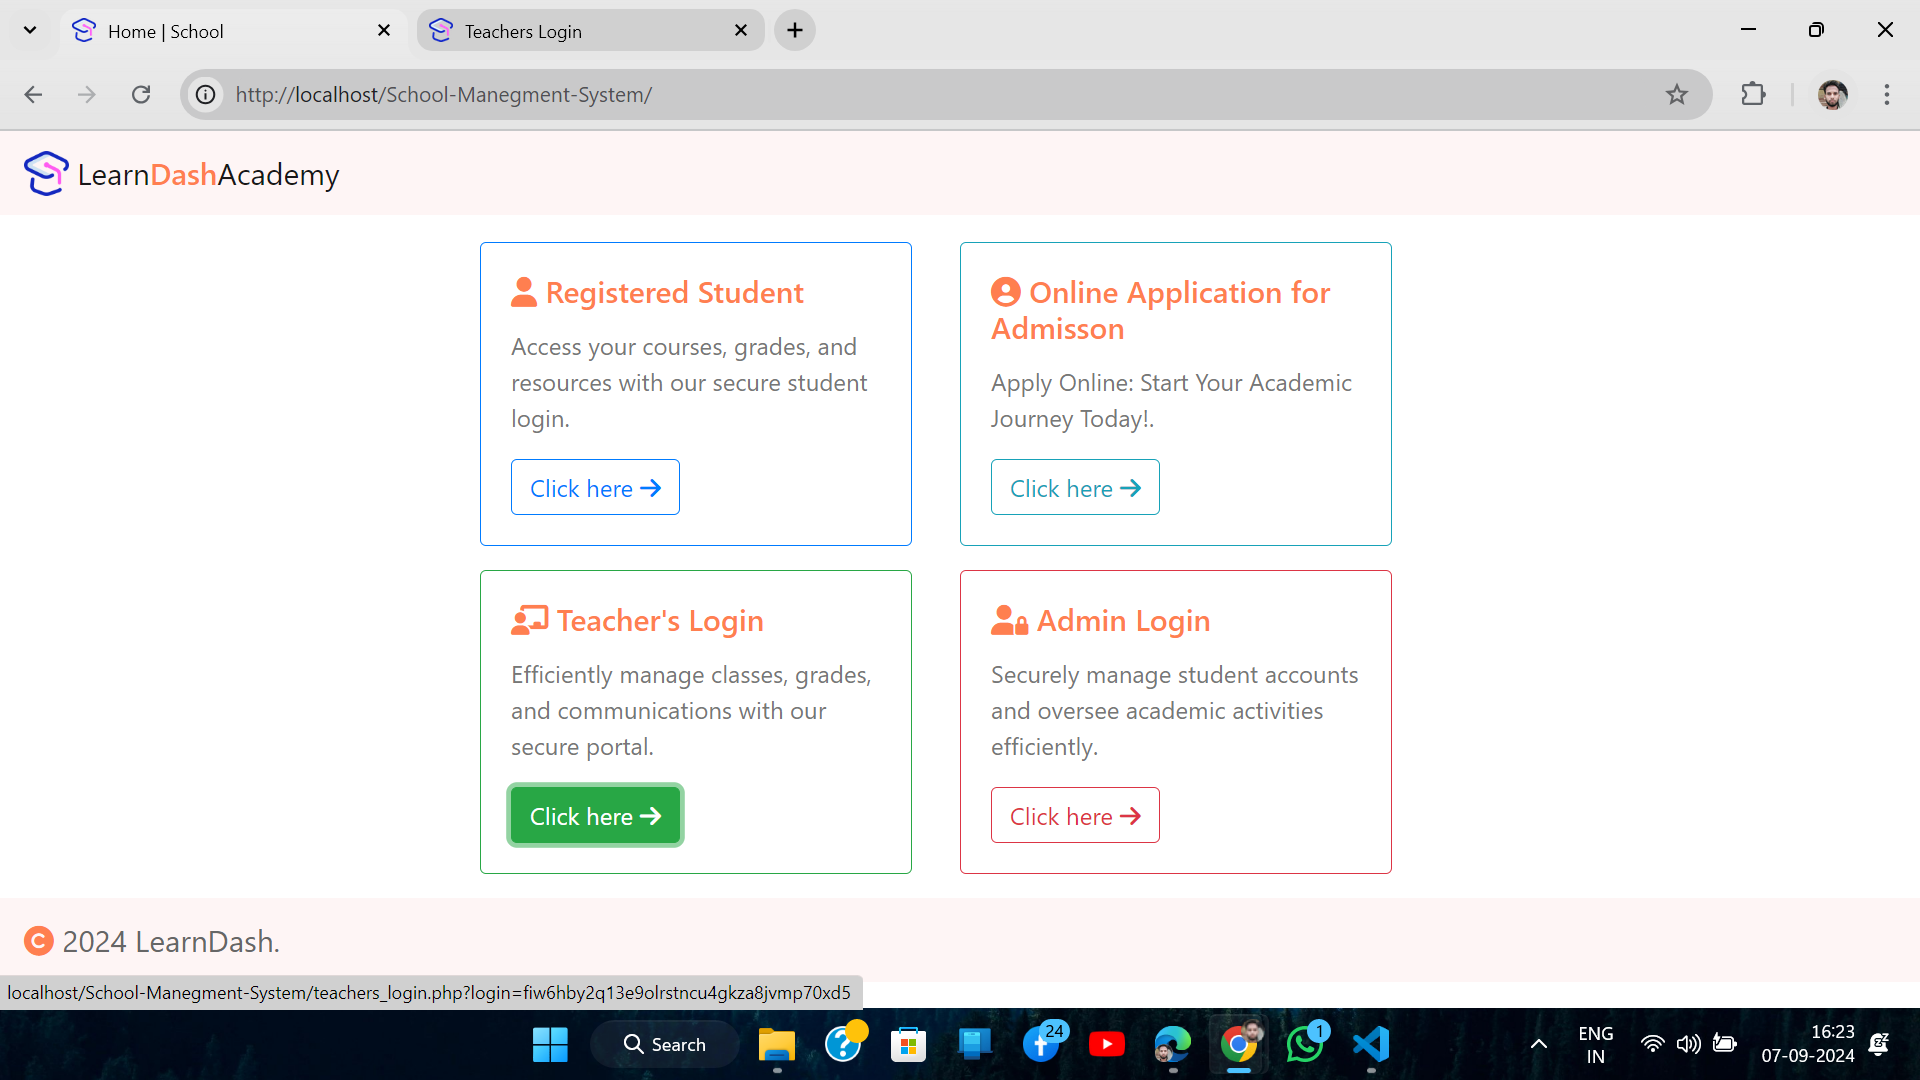 Home | School
Teachers Login
http://localhost/School-Manegment-System/
LearnDashAcademy
Registered Student
Access your courses, grades, and
resources with our secure student
login.
Click here
Online Application for
Admisson
Apply Online: Start Your Academic
Journey Today!.
Click here
Teacher's Login
Efficiently manage classes, grades,
and communications with our
secure portal.
Click here
Admin Login
Securely manage student accounts
and oversee academic activities
efficiently.
Click here
C 2024 LearnDash.
localhost/School-Manegment-System/teachers_login.php?login=fiw6hby2q13e9olrstncu4gkza8jvmp70xd5
Search
24
1
ENG
IN
16:23
07-09-2024